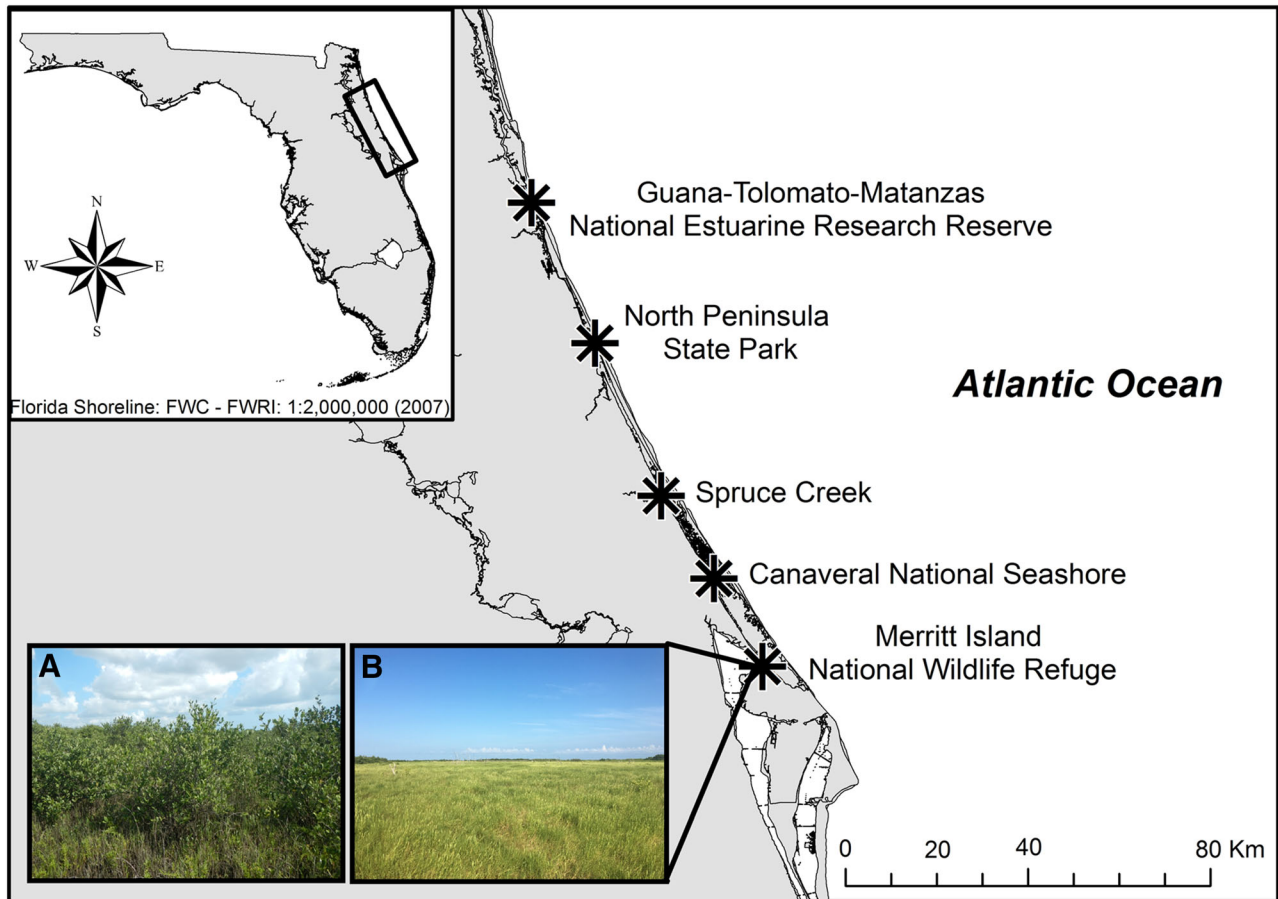 N
W
E
S
Florida Shoreline: FWC - FWRI: 1:2,000,000 (2007)
Guana-Tolomato-Matanzas
National Estuarine Research Reserve
North Peninsula
State Park
Atlantic Ocean
Spruce Creek
Canaveral National Seashore
Merritt Island
National Wildlife Refuge
A
B
0 20 40 80 Km